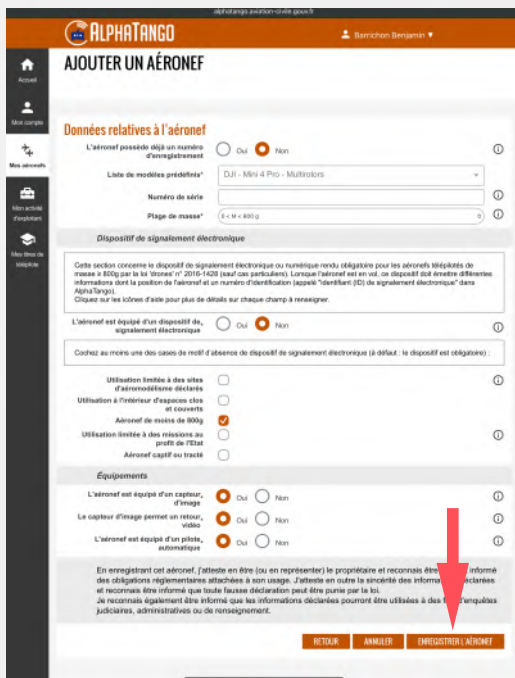 alphatango.aviation-civile.gouv.fr
ALPHATANGO
Barrichon Benjamin ▼
Accueil
Mon compte
Mes aéronefs
Mon activité
d'exploitant
Mes titres de
télépilote
AJOUTER UN AÉRONEF
Données relatives à l'aéronef
L'aéronef possède déjà un numéro
d'enregistrement
Oui Non
Liste de modèles prédéfinis*
DJI - Mini 4 Pro - Multirotors
Numéro de série
Plage de masse*
0 < M < 800 g
Dispositif de signalement électronique
Cette section concerne le dispositif de signalement électronique ou numérique rendu obligatoire pour les aéronefs télépilotés de
masse ≥ 800g par la loi 'drones' n° 2016-1428 (sauf cas particuliers). Lorsque l'aéronef est en vol, ce dispositif doit émettre différentes
informations dont la position de l'aéronef et un numéro d'identification (appelé "identifiant (ID) de signalement électronique" dans
AlphaTango).
Cliquez sur les icônes d'aide pour plus de détails sur chaque champ à renseigner.
L'aéronef est équipé d'un dispositif de,
signalement électronique
Oui Non
Cochez au moins une des cases de motif d'absence de dispositif de signalement électronique (à défaut : le dispositif est obligatoire) :
Utilisation limitée à des sites
d'aéromodélisme déclarés
Utilisation à l'intérieur d'espaces clos
et couverts
Aéronef de moins de 800g
Utilisation limitée à des missions au
profit de l'Etat
Aéronef captif ou tracté
Équipements
L'aéronef est équipé d'un capteur,
d'image
Oui Non
Le capteur d'image permet un retour,
vidéo
Oui Non
L'aéronef est équipé d'un pilote,
automatique
Oui Non
En enregistrant cet aéronef, j'atteste en être (ou en représenter) le propriétaire et reconnais être informé
des obligations réglementaires attachées à son usage. J'atteste en outre la sincérité des informations déclarées
et reconnais être informé que toute fausse déclaration peut être punie par la loi.
Je reconnais également être informé que les informations déclarées pourront être utilisées à des d'enquêtes
judiciaires, administratives ou de renseignement.
RETOUR ANNULER ENREGISTRER L'AÉRONEF